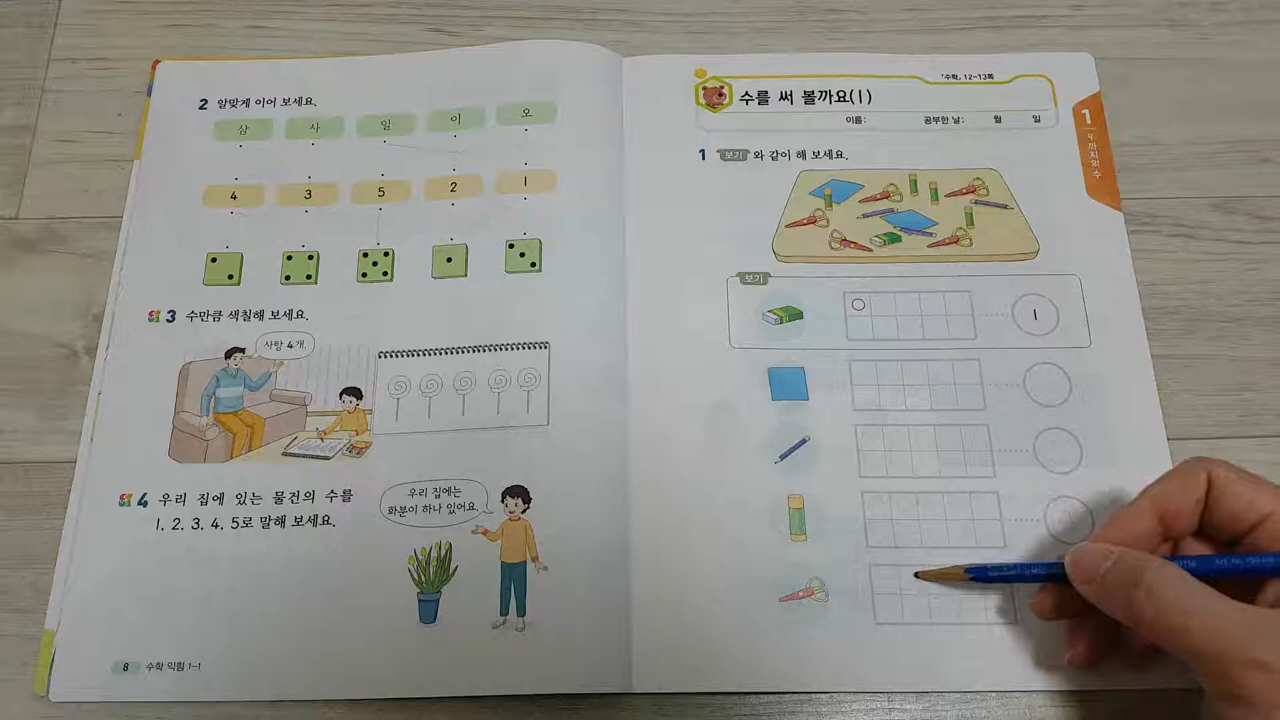 2 알맞게 이어 보세요.
삼 사 일 이 오
4 3 5 2 1
3 수만큼 색칠해 보세요.
사탕 4개.
4 우리 집에 있는 물건의 수를
1, 2, 3, 4, 5로 말해 보세요.
우리 집에는
화분이 하나 있어요.
8 수학 익힘 1-1
「수학」 12~13쪽
수를 써 볼까요(1)
이름: 공부한 날: 월 일
1 보기 와 같이 해 보세요.
보기
1
1
9까지의 수